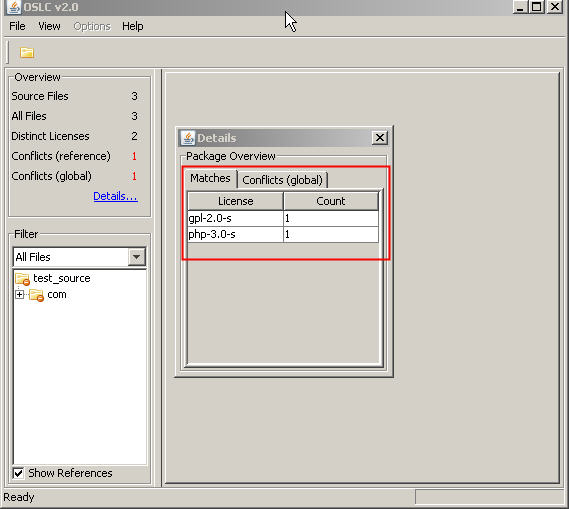 OSLC v2.0
File View Options Help
Overview
Source Files 3
All Files 3
Distinct Licenses 2
Conflicts (reference) 1
Conflicts (global) 1
Details...
Filter
All Files
test_source
com
Show References
Details
Package Overview
Matches Conflicts (global)
License Count
gpl-2.0-s 1
php-3.0-s 1
Ready